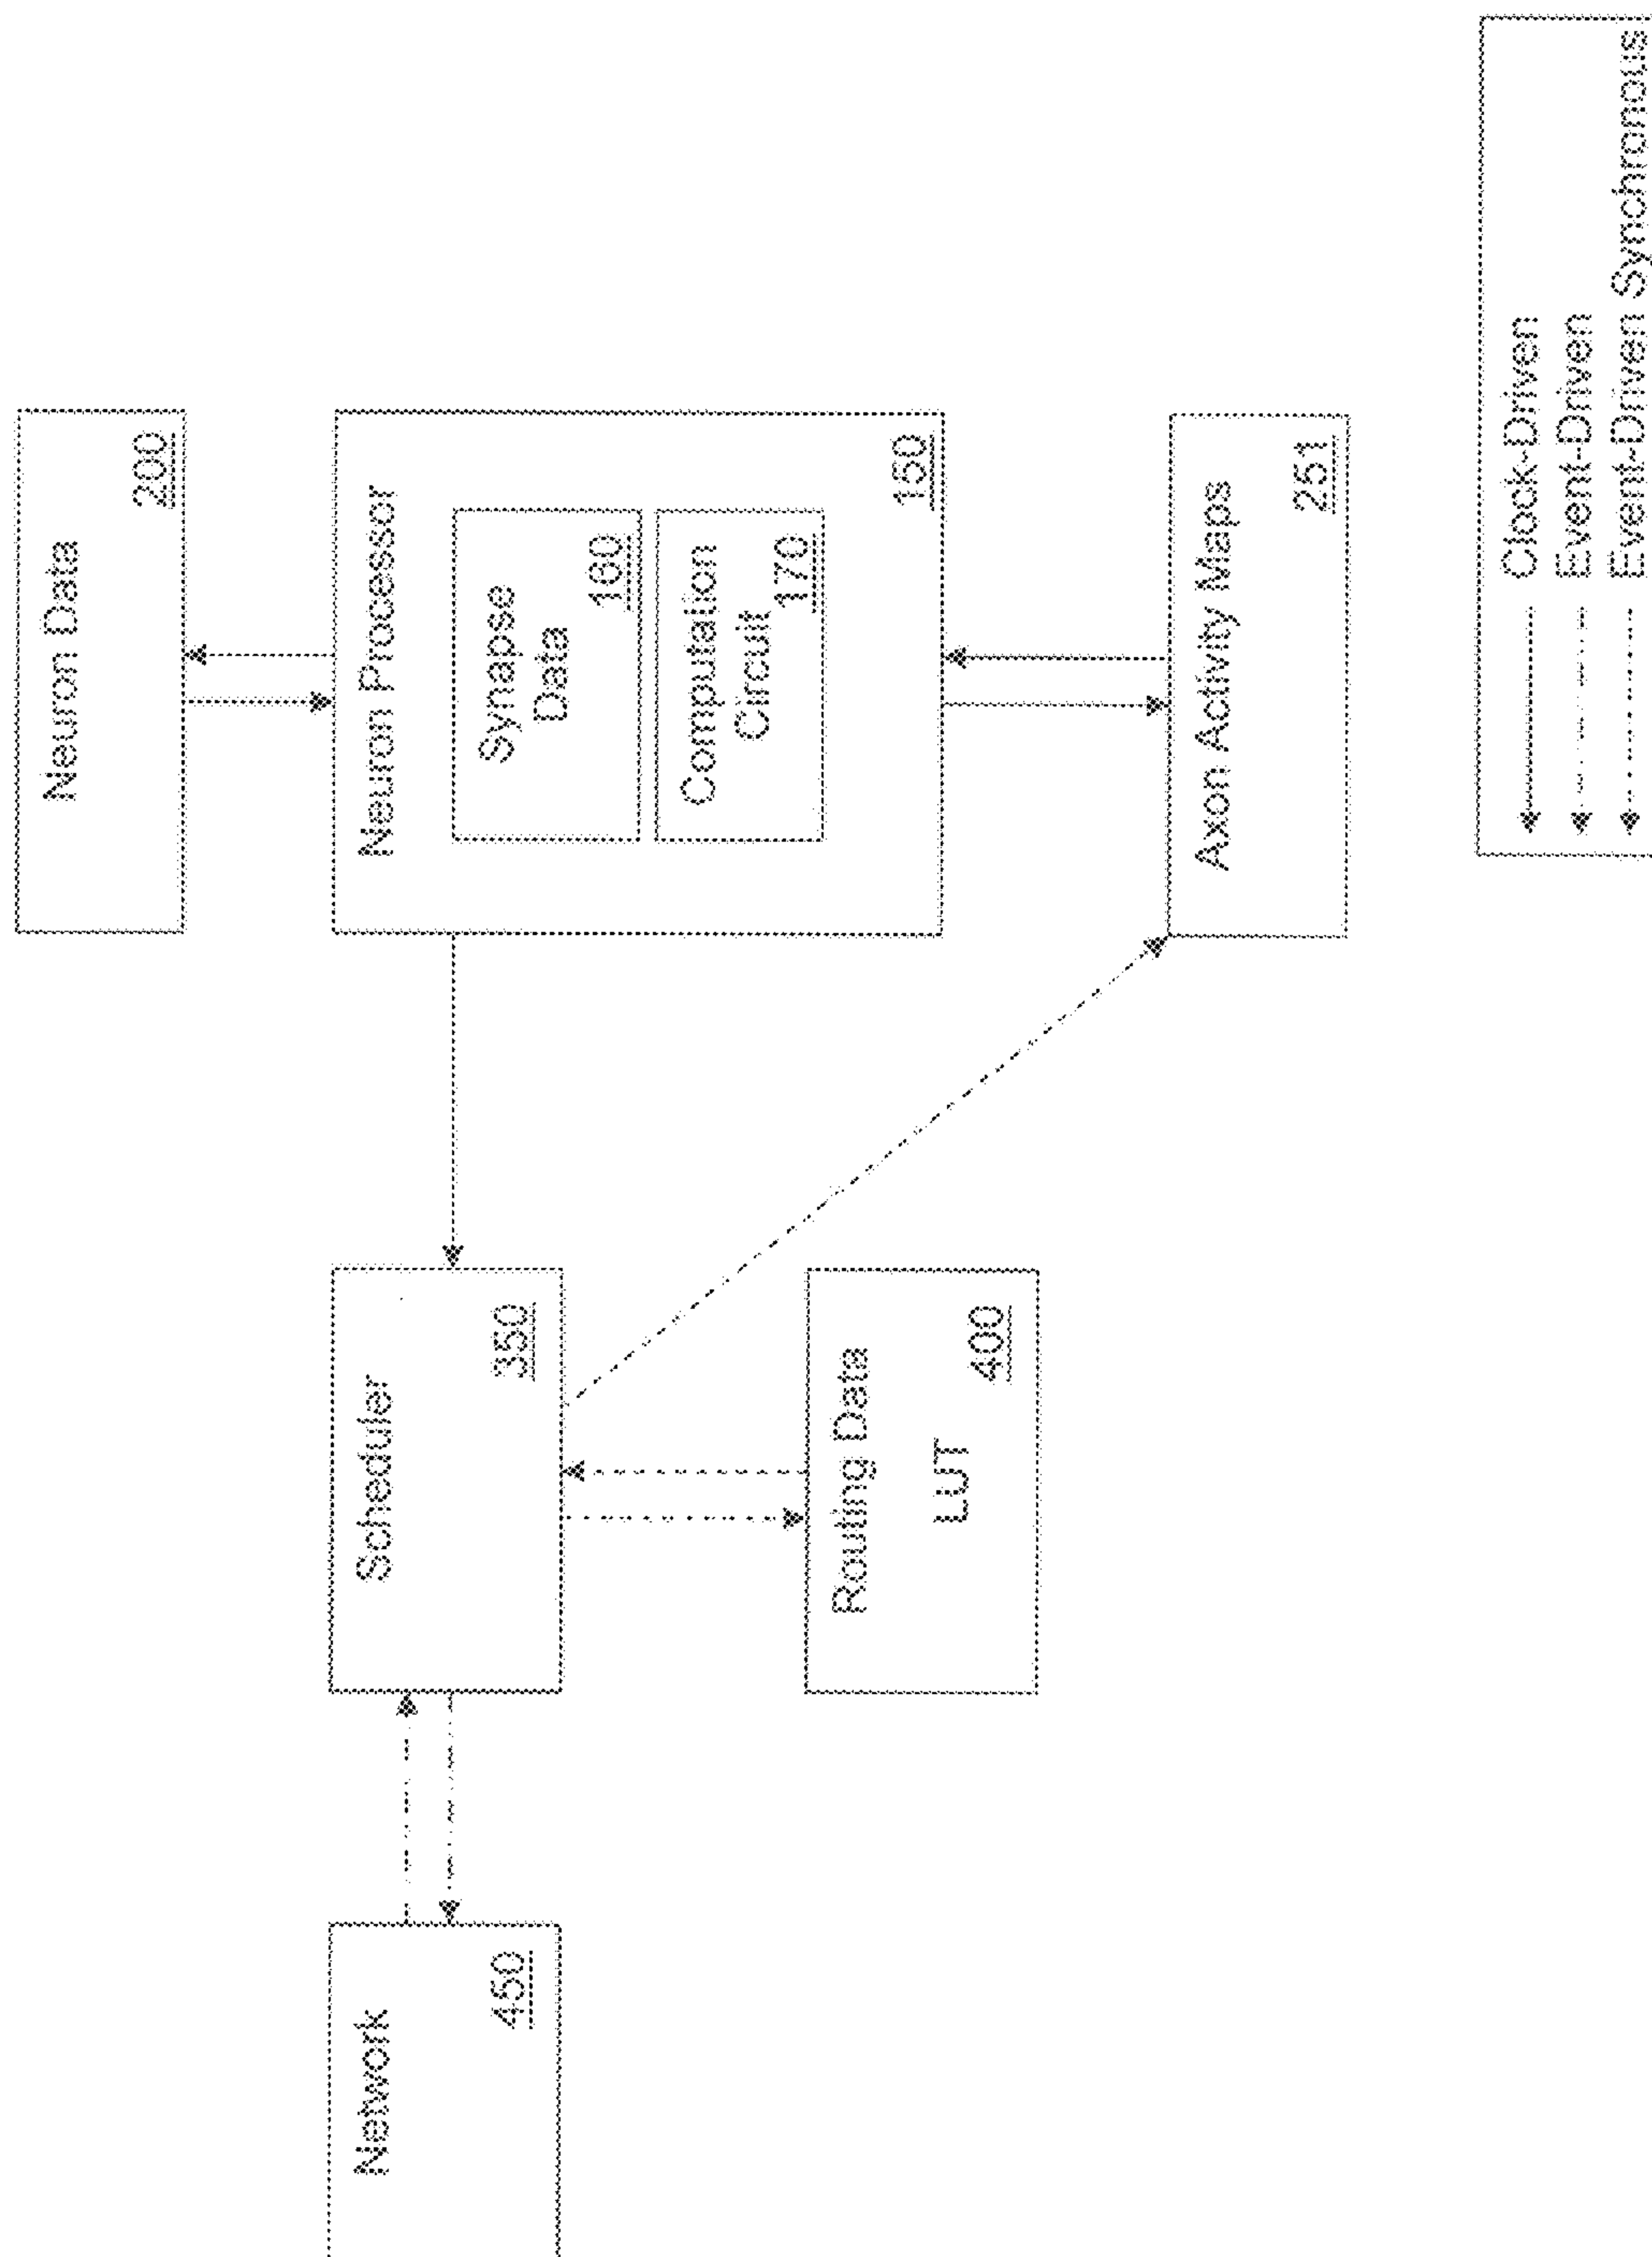 Neuron Data
200
Network
450
Scheduler
350
Neuron Processor
Synapse
Data
160
Computation
Circuit
170
150
Routing Data
LUT
400
Axon Activity Maps
251
Clock-Driven
Event-Driven
Event-Driven Synchronous